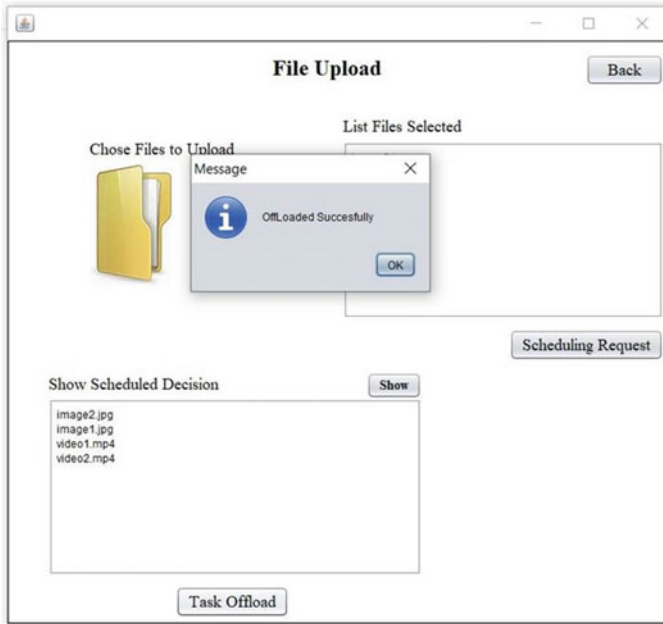 File Upload
Back
List Files Selected
Chose Files to Upload
Message
OffLoaded Succesfully
OK
Scheduling Request
Show Scheduled Decision
Show
image2.jpg
image1.jpg
video1.mp4
video2.mp4
Task Offload